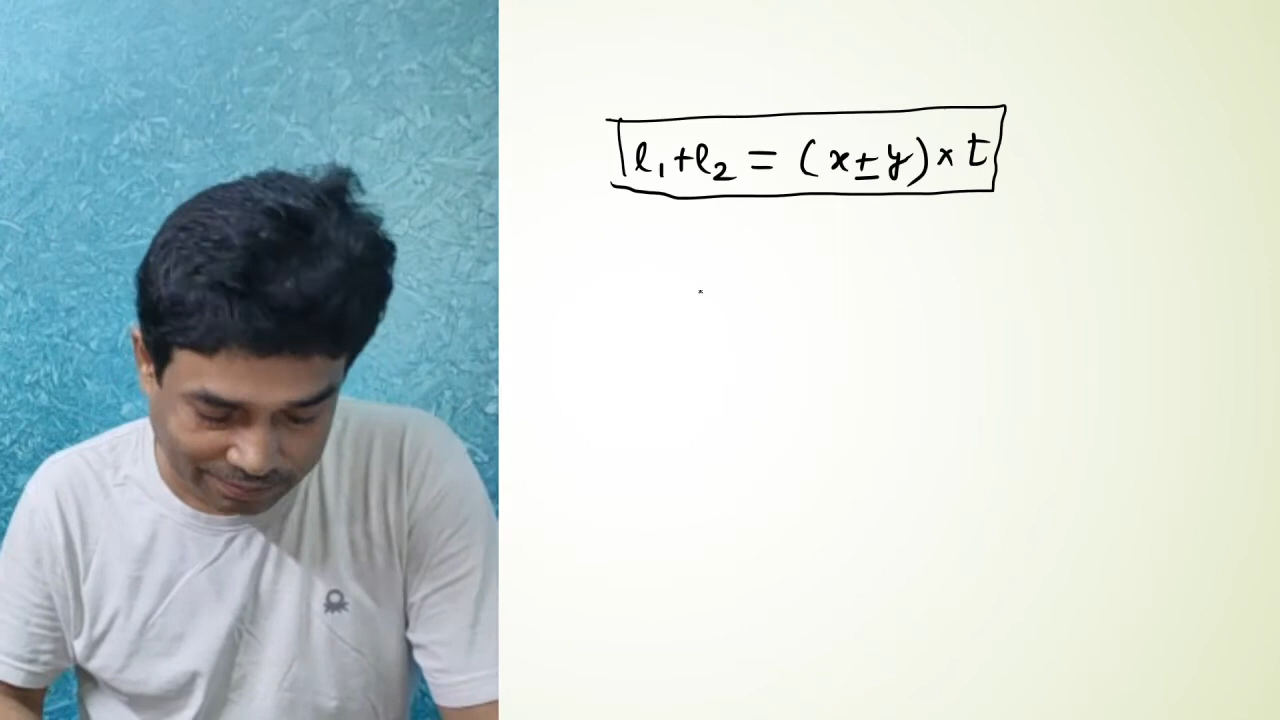 l₁+l₂ = (x±y)× t